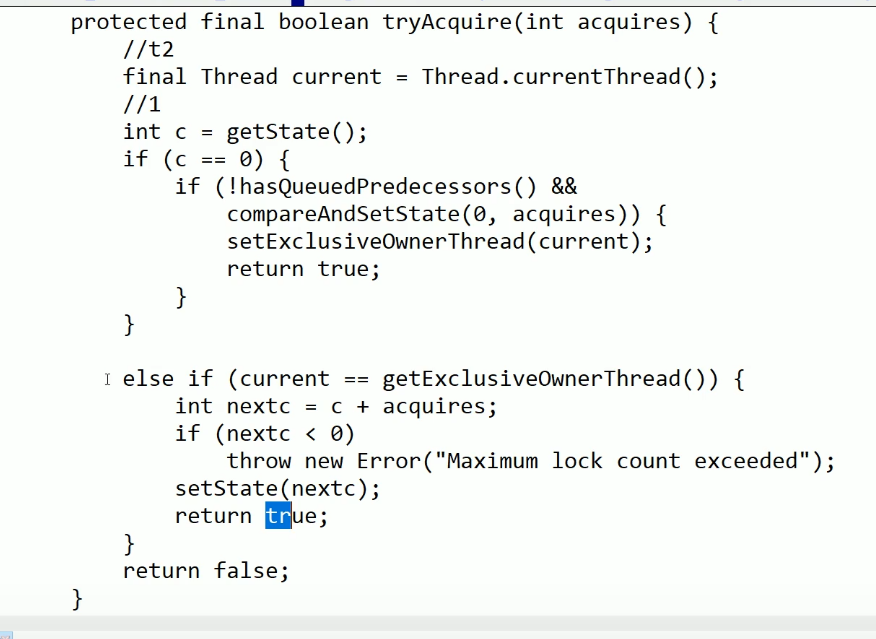 protected final boolean tryAcquire(int acquires) {
//t2
final Thread current = Thread.currentThread();
//1
int c = getState();
if (c == 0) {
if (!hasQueuedPredecessors() &&
compareAndSetState(0, acquires)) {
setExclusiveOwnerThread(current);
return true;
}
}
else if (current == getExclusiveOwnerThread()) {
int nextc = c + acquires;
if (nextc < 0)
throw new Error("Maximum lock count exceeded");
setState(nextc);
return true;
}
return false;
}